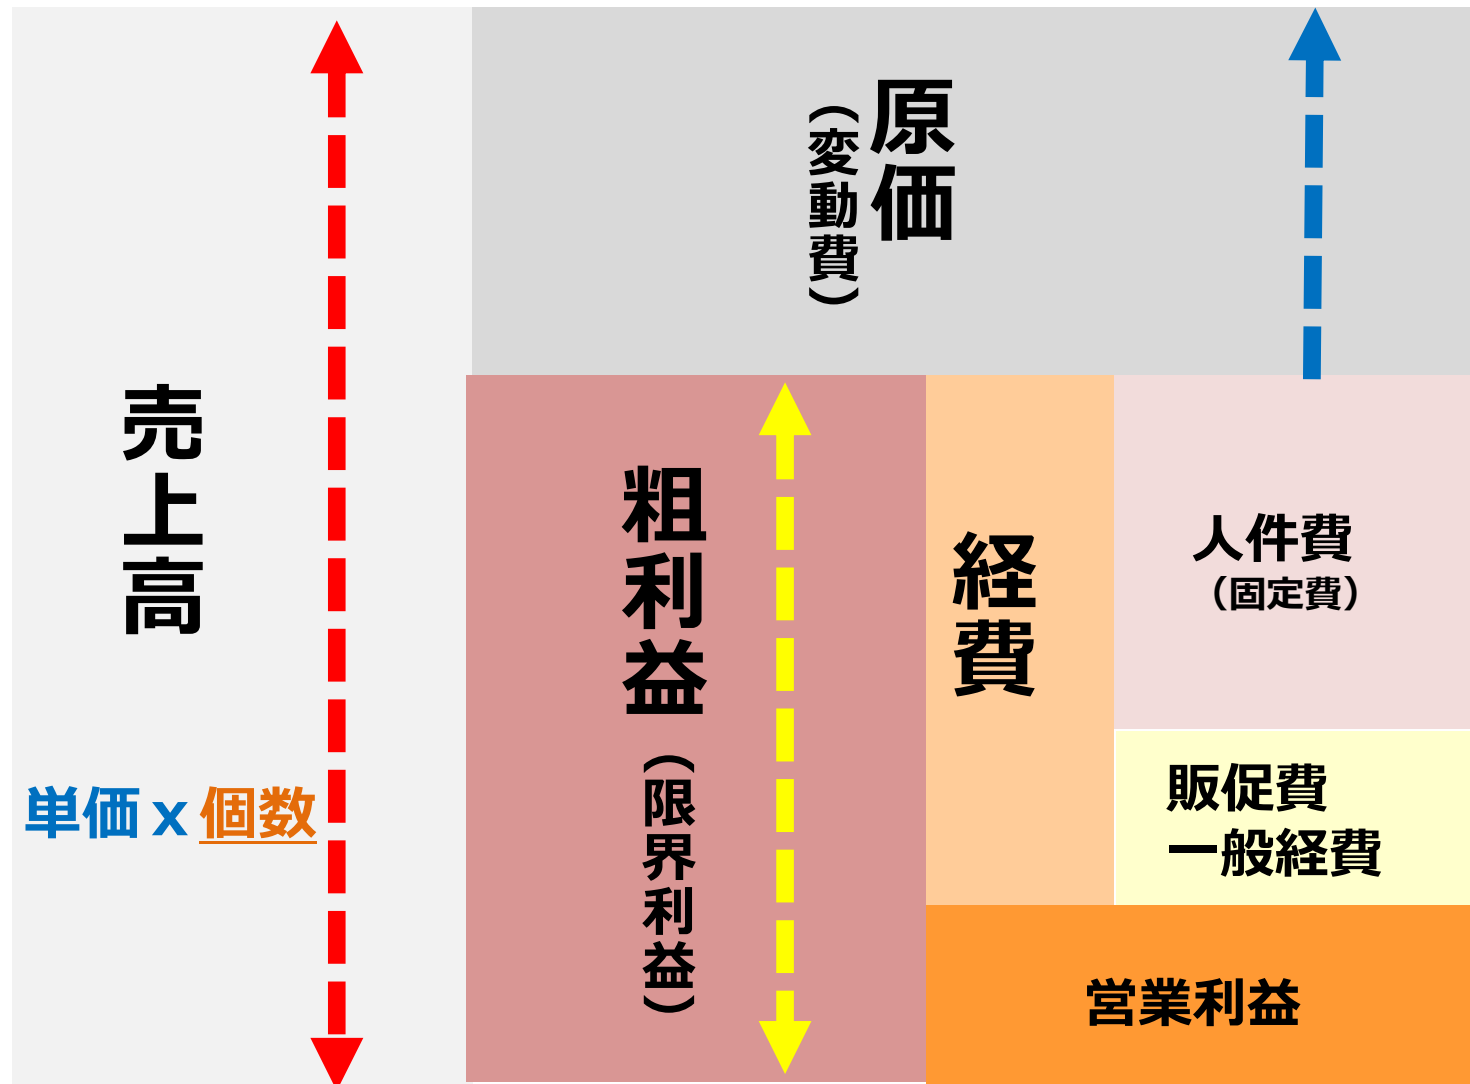 売上高
単価 x 個数
原価
（変動費）
粗利益（限界利益）
経費
人件費
（固定費）
販促費
一般経費
営業利益